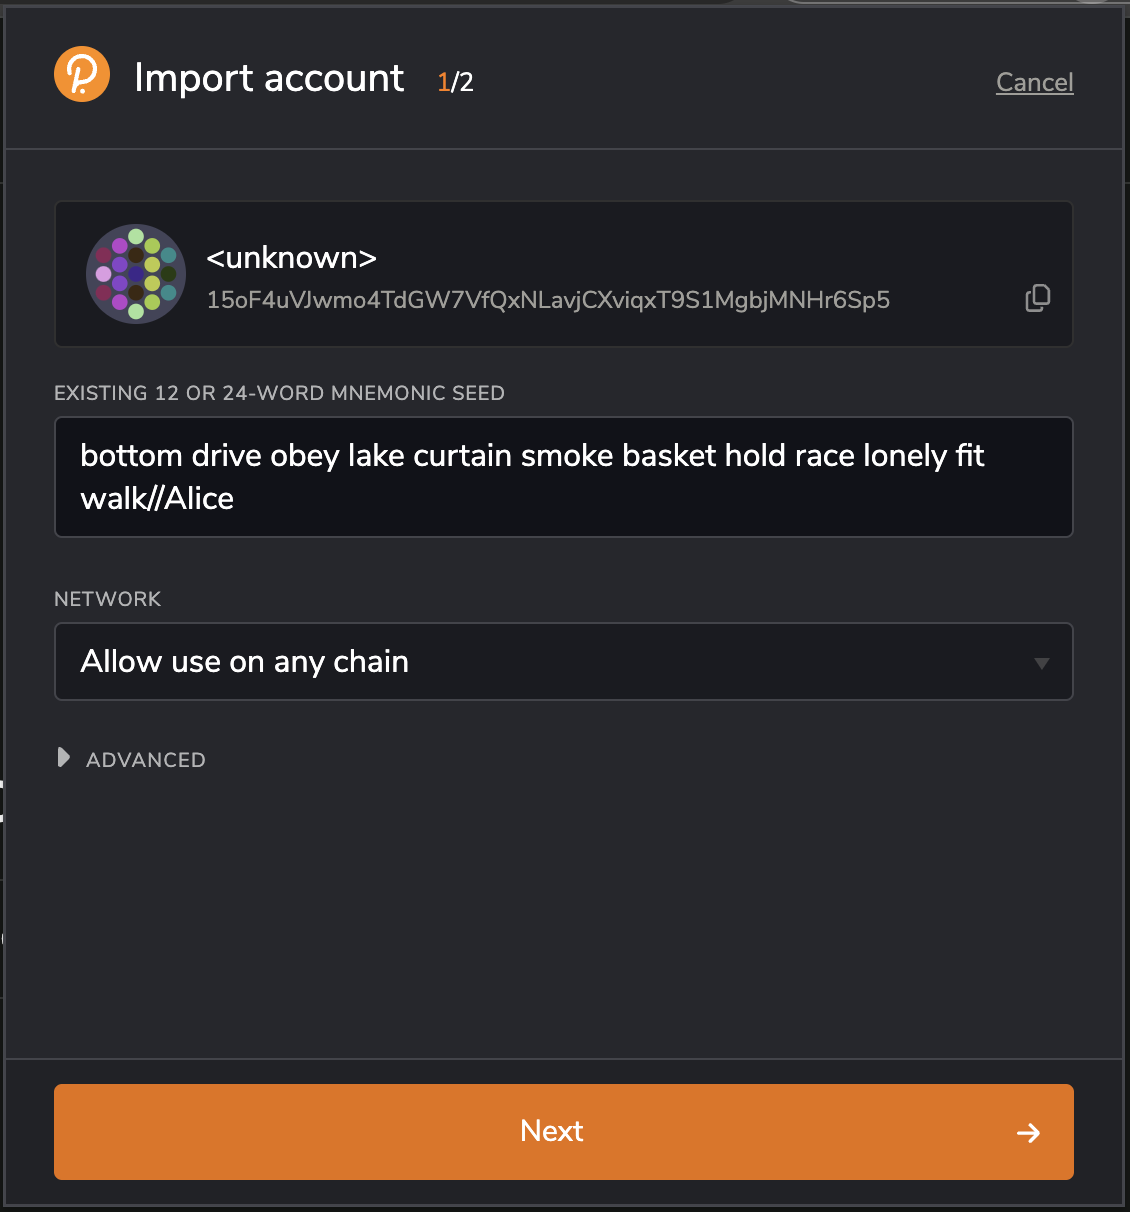 Import account 1/2 Cancel
<unknown>
15oF4uVJwmo4TdGW7VfQxNLavjCXviqxT9S1MgbjMNHr6Sp5
EXISTING 12 OR 24-WORD MNEMONIC SEED
bottom drive obey lake curtain smoke basket hold race lonely fit
walk//Alice
NETWORK
Allow use on any chain
ADVANCED
Next